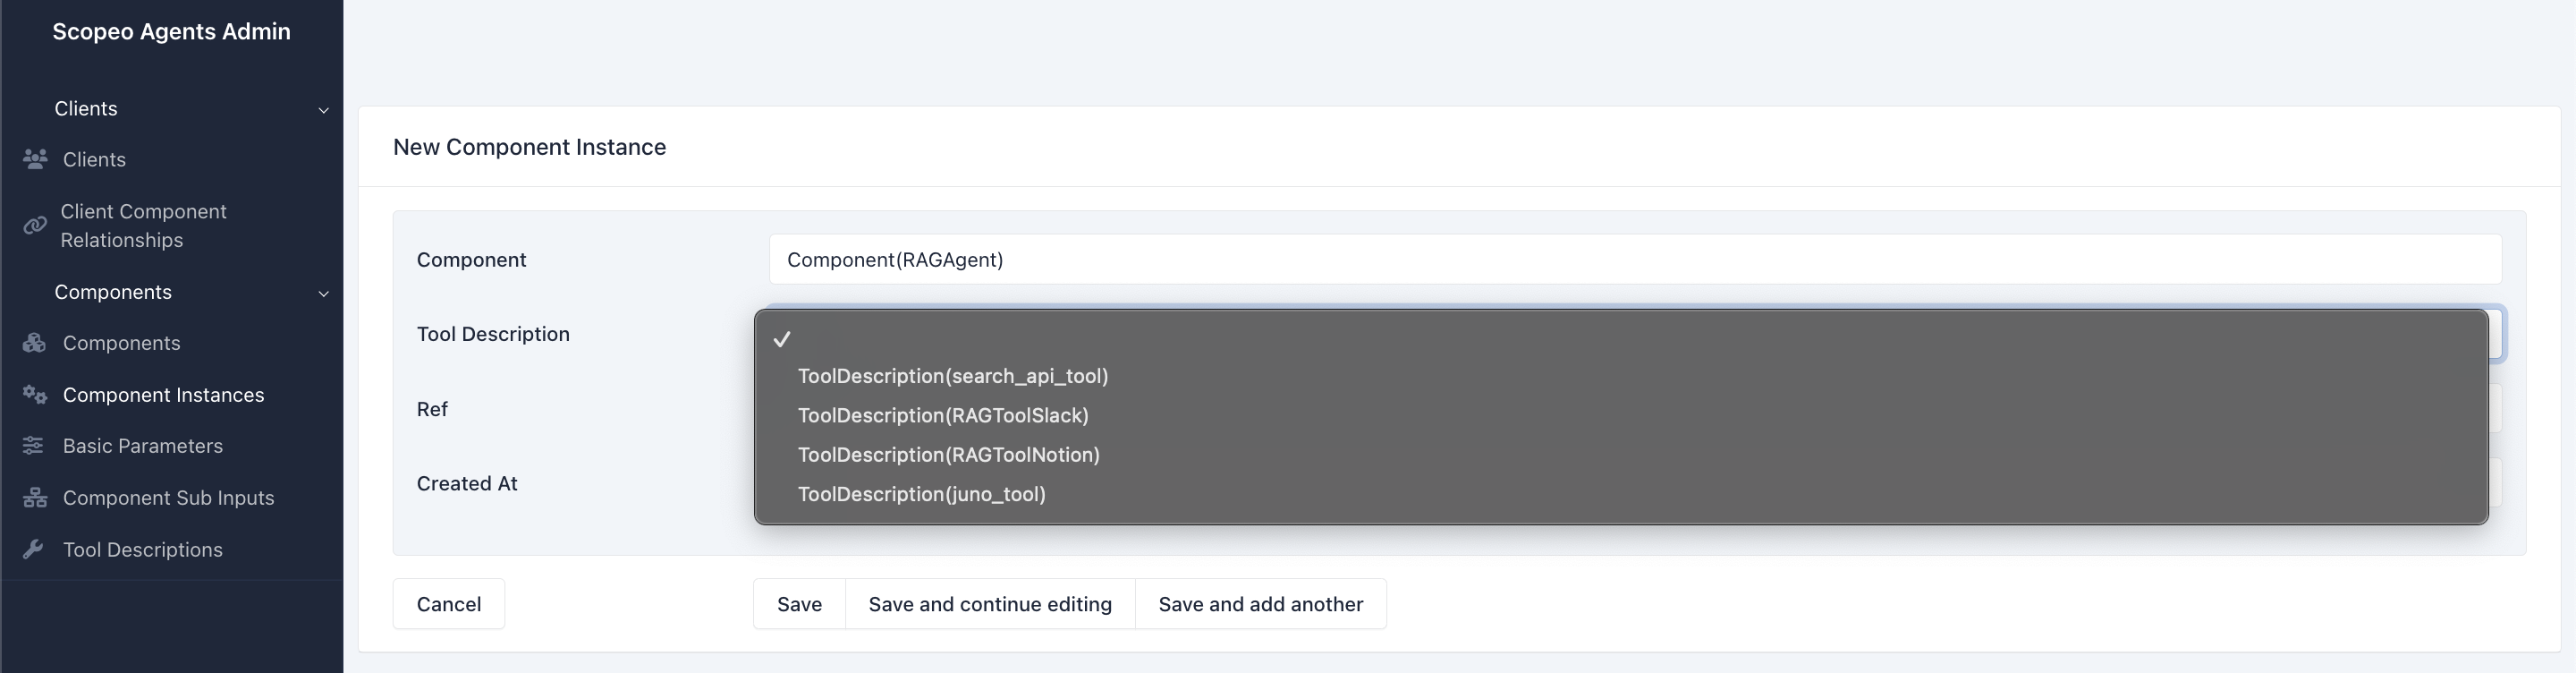 Scopeo Agents Admin
Clients
Clients
Client Component
Relationships
Components
Components
Component Instances
Basic Parameters
Component Sub Inputs
Tool Descriptions
New Component Instance
Component
Component(RAGAgent)
Tool Description
ToolDescription(search_api_tool)
ToolDescription(RAGToolSlack)
ToolDescription(RAGToolNotion)
ToolDescription(juno_tool)
Ref
Created At
Cancel
Save
Save and continue editing
Save and add another